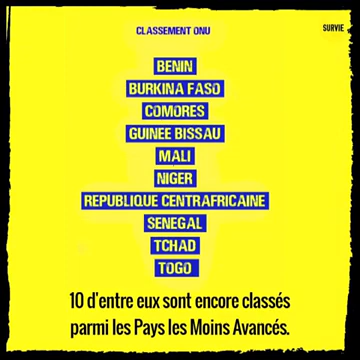 CLASSEMENT ONU
SURVIE
BENIN
BURKINA FASO
COMORES
GUINEE BISSAU
MALI
NIGER
REPUBLIQUE CENTRAFRICAINE
SENEGAL
TCHAD
TOGO
10 d'entre eux sont encore classés
parmi les Pays les Moins Avancés.